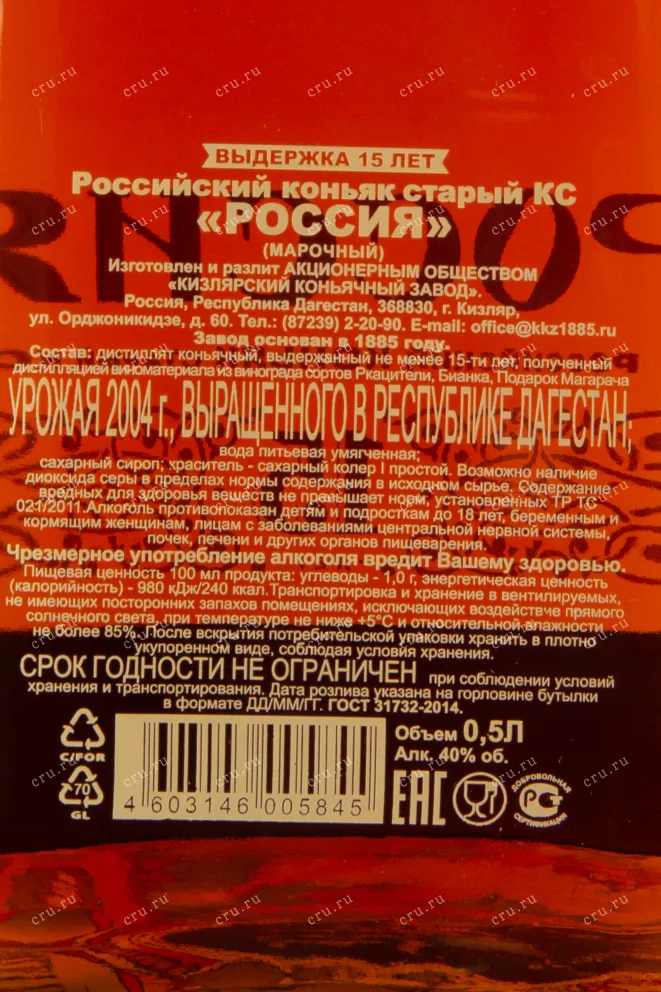 ВЫДЕРЖКА 15 ЛЕТ
Российский коньяк старый КС
«РОССИЯ»
(МАРОЧНЫЙ)
Изготовлен и разлит АКЦИОНЕРНЫМ ОБЩЕСТВОМ
«КИЗЛЯРСКИЙ КОНЬЯЧНЫЙ ЗАВОД».
Россия, Республика Дагестан, 368830, г. Кизляр,
ул. Орджоникидзе, д. 60. Тел.: (87239) 2-20-90. E-mail: office@kkz1885.ru
Завод основан в 1885 году.
Состав: дистиллят коньячный, выдержанный не менее 15-ти лет, полученный
дистилляцией виноматериала из винограда сортов Ркацители, Бианка, Подарок Магарача
УРОЖАЯ 2004 г., ВЫРАЩЕННОГО В РЕСПУБЛИКЕ ДАГЕСТАН;
вода питьевая умягченная;
сахарный сироп; краситель - сахарный колер I простой. Возможно наличие
диоксида серы в пределах нормы содержания в исходном сырье. Содержание
вредных для здоровья веществ не превышает норм, установленных ТР ТС
021/2011.Алкоголь противопоказан детям и подросткам до 18 лет, беременным и
кормящим женщинам, лицам с заболеваниями центральной нервной системы,
почек, печени и других органов пищеварения.
Чрезмерное употребление алкоголя вредит Вашему здоровью.
Пищевая ценность 100 мл продукта: углеводы - 1,0 г, энергетическая ценность
(калорийность) - 980 кДж/240 ккал.Транспортировка и хранение в вентилируемых,
не имеющих посторонних запахов помещениях, исключающих воздействие прямого
солнечного света, при температуре не ниже +5°С и относительной влажности
не более 85%. После вскрытия потребительской упаковки хранить в плотно
укупоренном виде, соблюдая условия хранения.
СРОК ГОДНОСТИ НЕ ОГРАНИЧЕН при соблюдении условий
хранения и транспортирования. Дата розлива указана на горловине бутылки
в формате ДД/ММ/ГГ. ГОСТ 31732-2014.
Объем 0,5Л
Алк. 40% об.
C/FOR
70
GL
4 603146 005845
ЕАС
ДОБРОВОЛЬНАЯ
СЕРТИФИКАЦИЯ
cru.ru